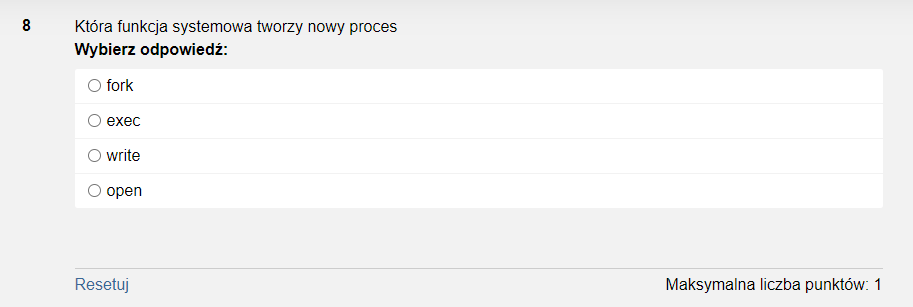 8 Która funkcja systemowa tworzy nowy proces
Wybierz odpowiedź:
fork
exec
write
open
Resetuj Maksymalna liczba punktów: 1